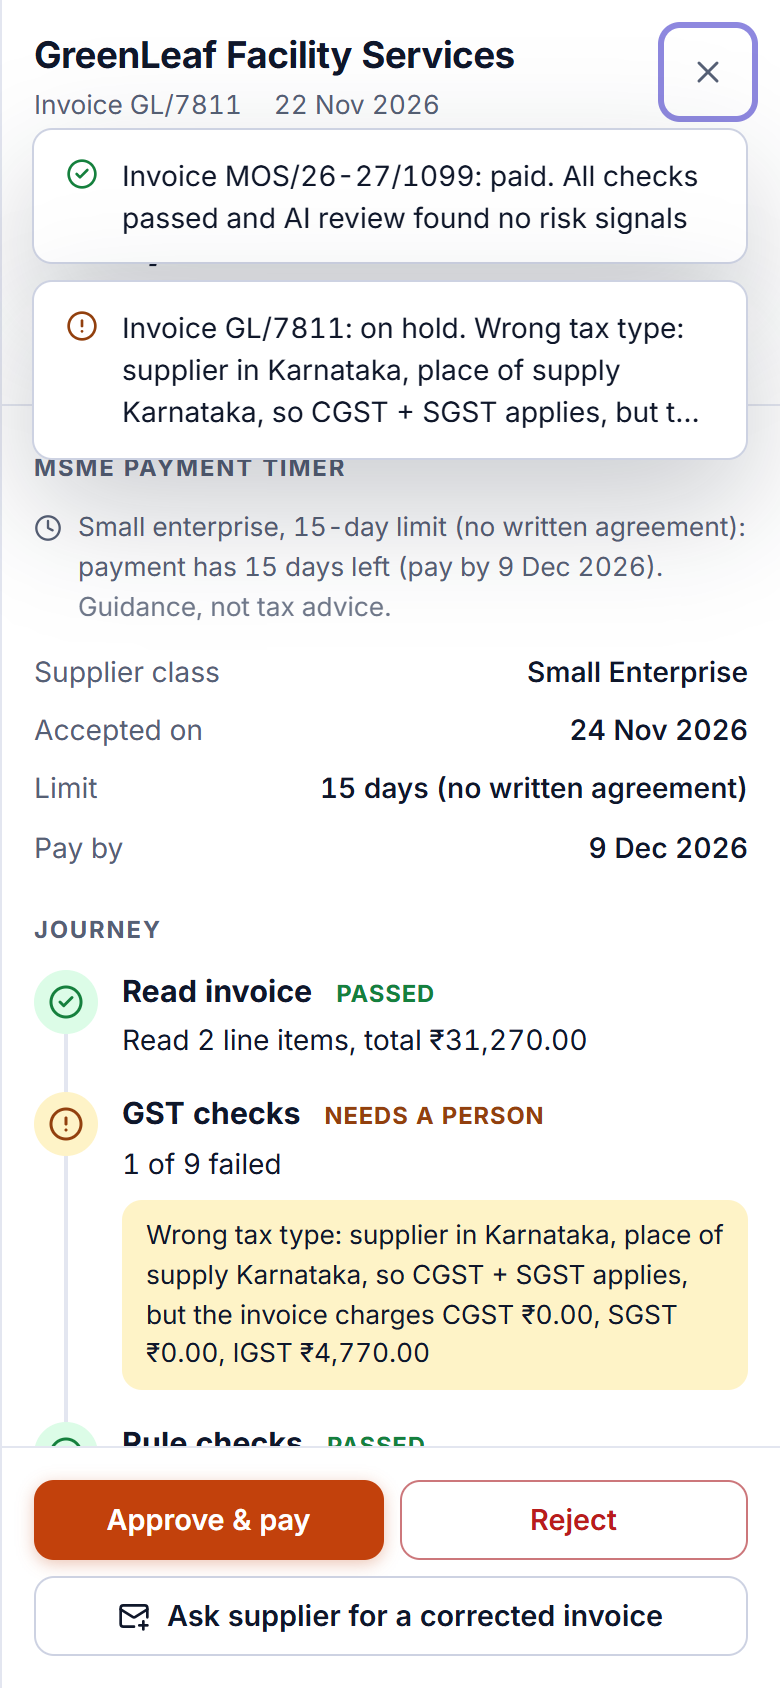 GreenLeaf Facility Services
Invoice GL/7811 22 Nov 2026
Invoice MOS/26-27/1099: paid. All checks
passed and AI review found no risk signals
Invoice GL/7811: on hold. Wrong tax type:
supplier in Karnataka, place of supply
Karnataka, so CGST + SGST applies, but t...
MSME PAYMENT TIMER
Small enterprise, 15-day limit (no written agreement):
payment has 15 days left (pay by 9 Dec 2026).
Guidance, not tax advice.
Supplier class Small Enterprise
Accepted on 24 Nov 2026
Limit 15 days (no written agreement)
Pay by 9 Dec 2026
JOURNEY
Read invoice PASSED
Read 2 line items, total ₹31,270.00
GST checks NEEDS A PERSON
1 of 9 failed
Wrong tax type: supplier in Karnataka, place of
supply Karnataka, so CGST + SGST applies,
but the invoice charges CGST ₹0.00, SGST
₹0.00, IGST ₹4,770.00
Rule checks PASSED
Approve & pay Reject
Ask supplier for a corrected invoice